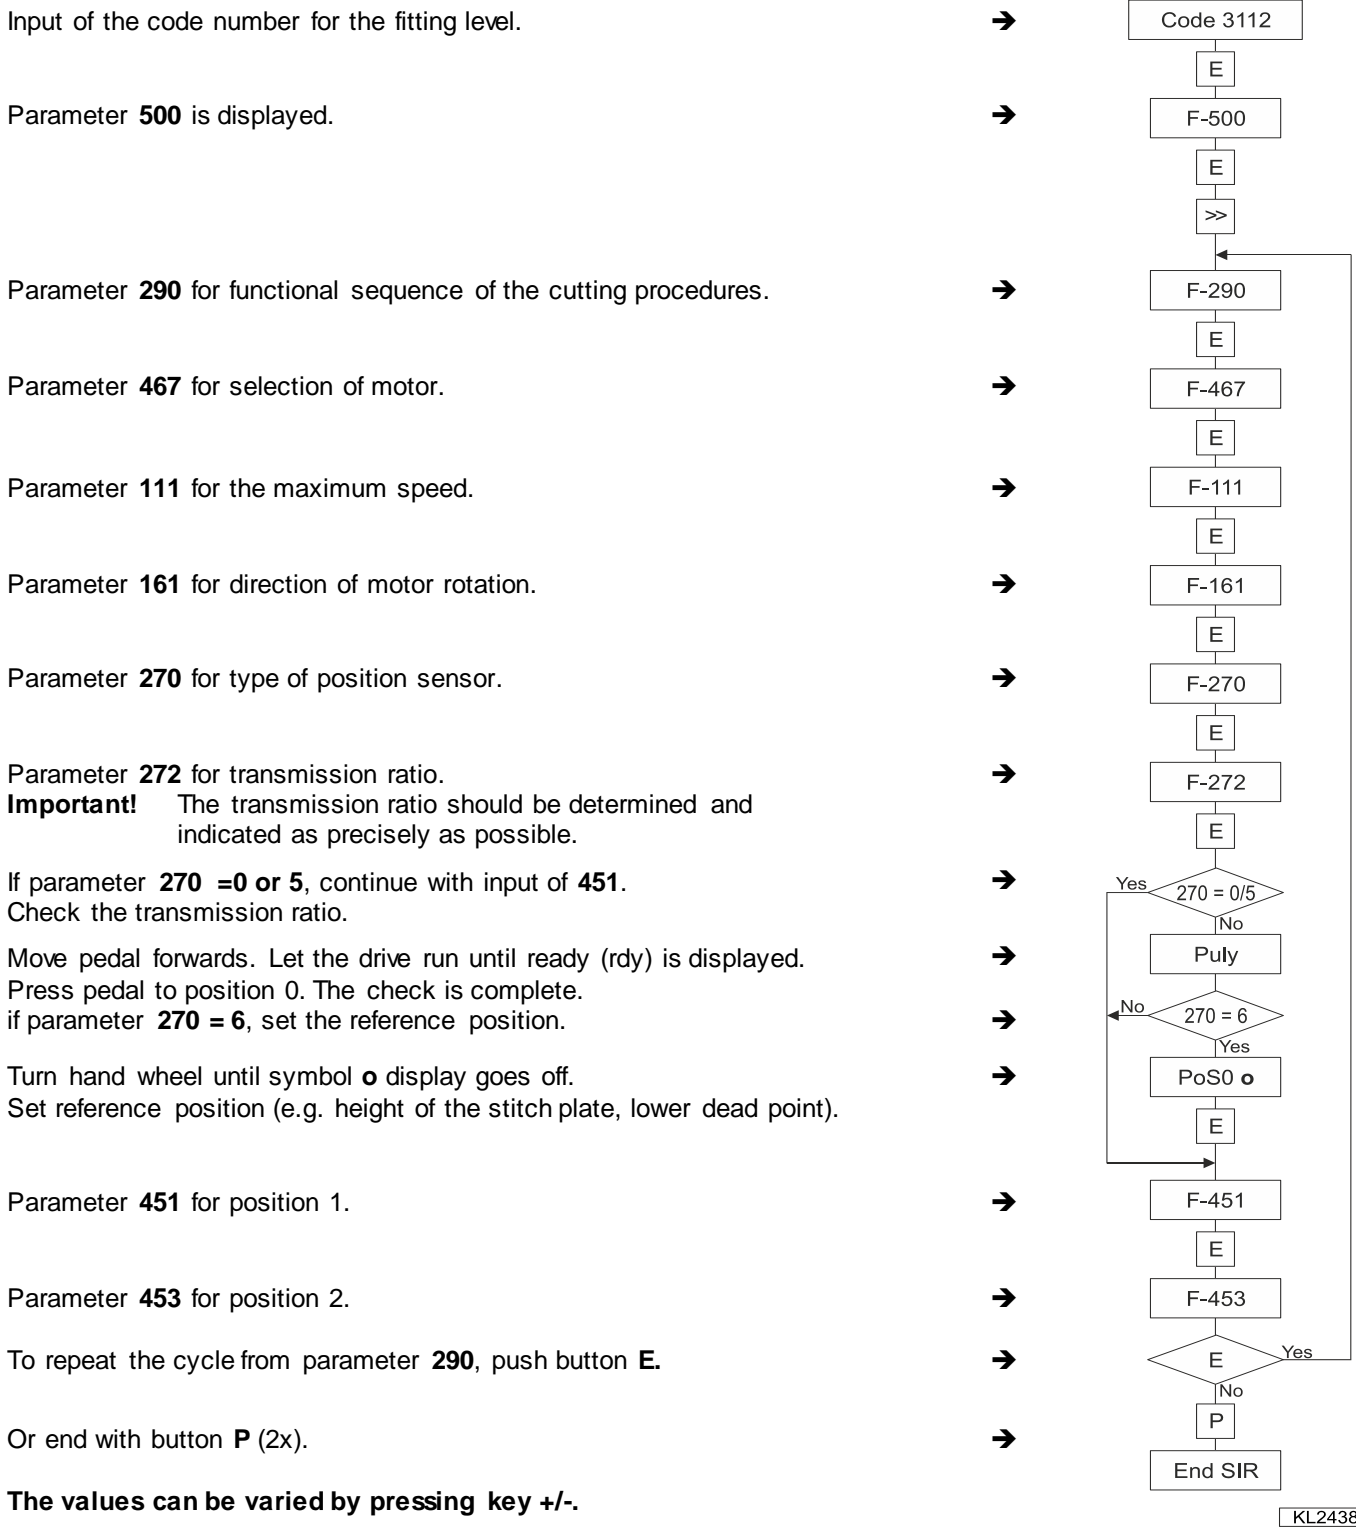 Input of the code number for the fitting level. ➔ Code 3112
E
Parameter 500 is displayed. ➔ F-500
E
>>
Parameter 290 for functional sequence of the cutting procedures. ➔ F-290
E
Parameter 467 for selection of motor. ➔ F-467
E
Parameter 111 for the maximum speed. ➔ F-111
E
Parameter 161 for direction of motor rotation. ➔ F-161
E
Parameter 270 for type of position sensor. ➔ F-270
E
Parameter 272 for transmission ratio. ➔ F-272
Important! The transmission ratio should be determined and
indicated as precisely as possible.
E
If parameter 270 =0 or 5, continue with input of 451. ➔ Yes 270 = 0/5
Check the transmission ratio.
No
Move pedal forwards. Let the drive run until ready (rdy) is displayed. ➔ Puly
Press pedal to position 0. The check is complete.
if parameter 270 = 6, set the reference position. ➔ No 270 = 6
Yes
Turn hand wheel until symbol o display goes off. ➔ PoS0 o
Set reference position (e.g. height of the stitch plate, lower dead point).
E
Parameter 451 for position 1. ➔ F-451
E
Parameter 453 for position 2. ➔ F-453
To repeat the cycle from parameter 290, push button E. ➔ E Yes
No
P
Or end with button P (2x). ➔
End SIR
The values can be varied by pressing key +/-.
KL2438